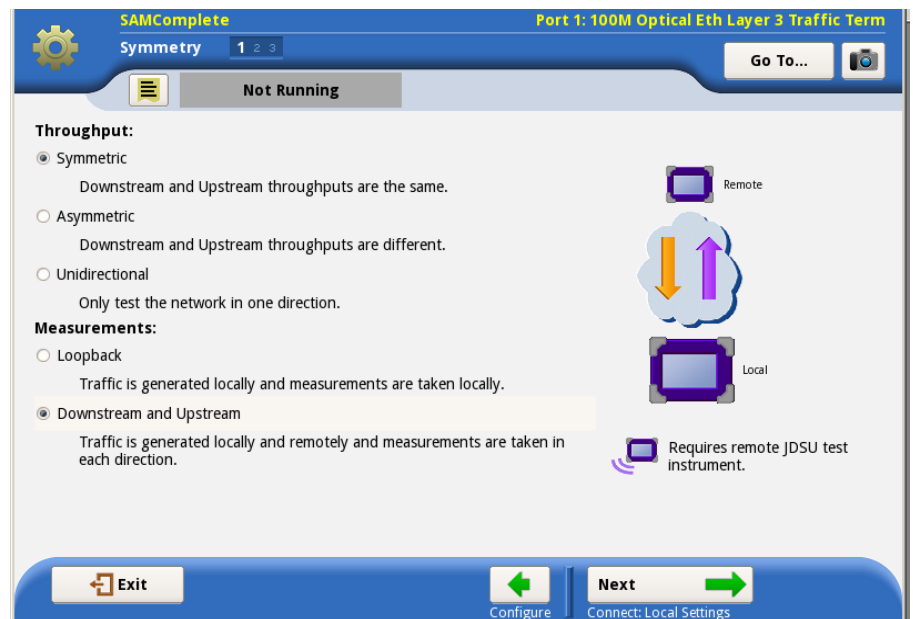 SAMComplete
Port 1: 100M Optical Eth Layer 3 Traffic Term
Symmetry 1 2 3
Go To...
Not Running
Throughput:
Symmetric
Downstream and Upstream throughputs are the same.
Remote
Asymmetric
Downstream and Upstream throughputs are different.
Unidirectional
Only test the network in one direction.
Measurements:
Loopback
Local
Traffic is generated locally and measurements are taken locally.
Downstream and Upstream
Traffic is generated locally and remotely and measurements are taken in
each direction.
Requires remote JDSU test
instrument.
Exit
Configure
Next
Connect: Local Settings